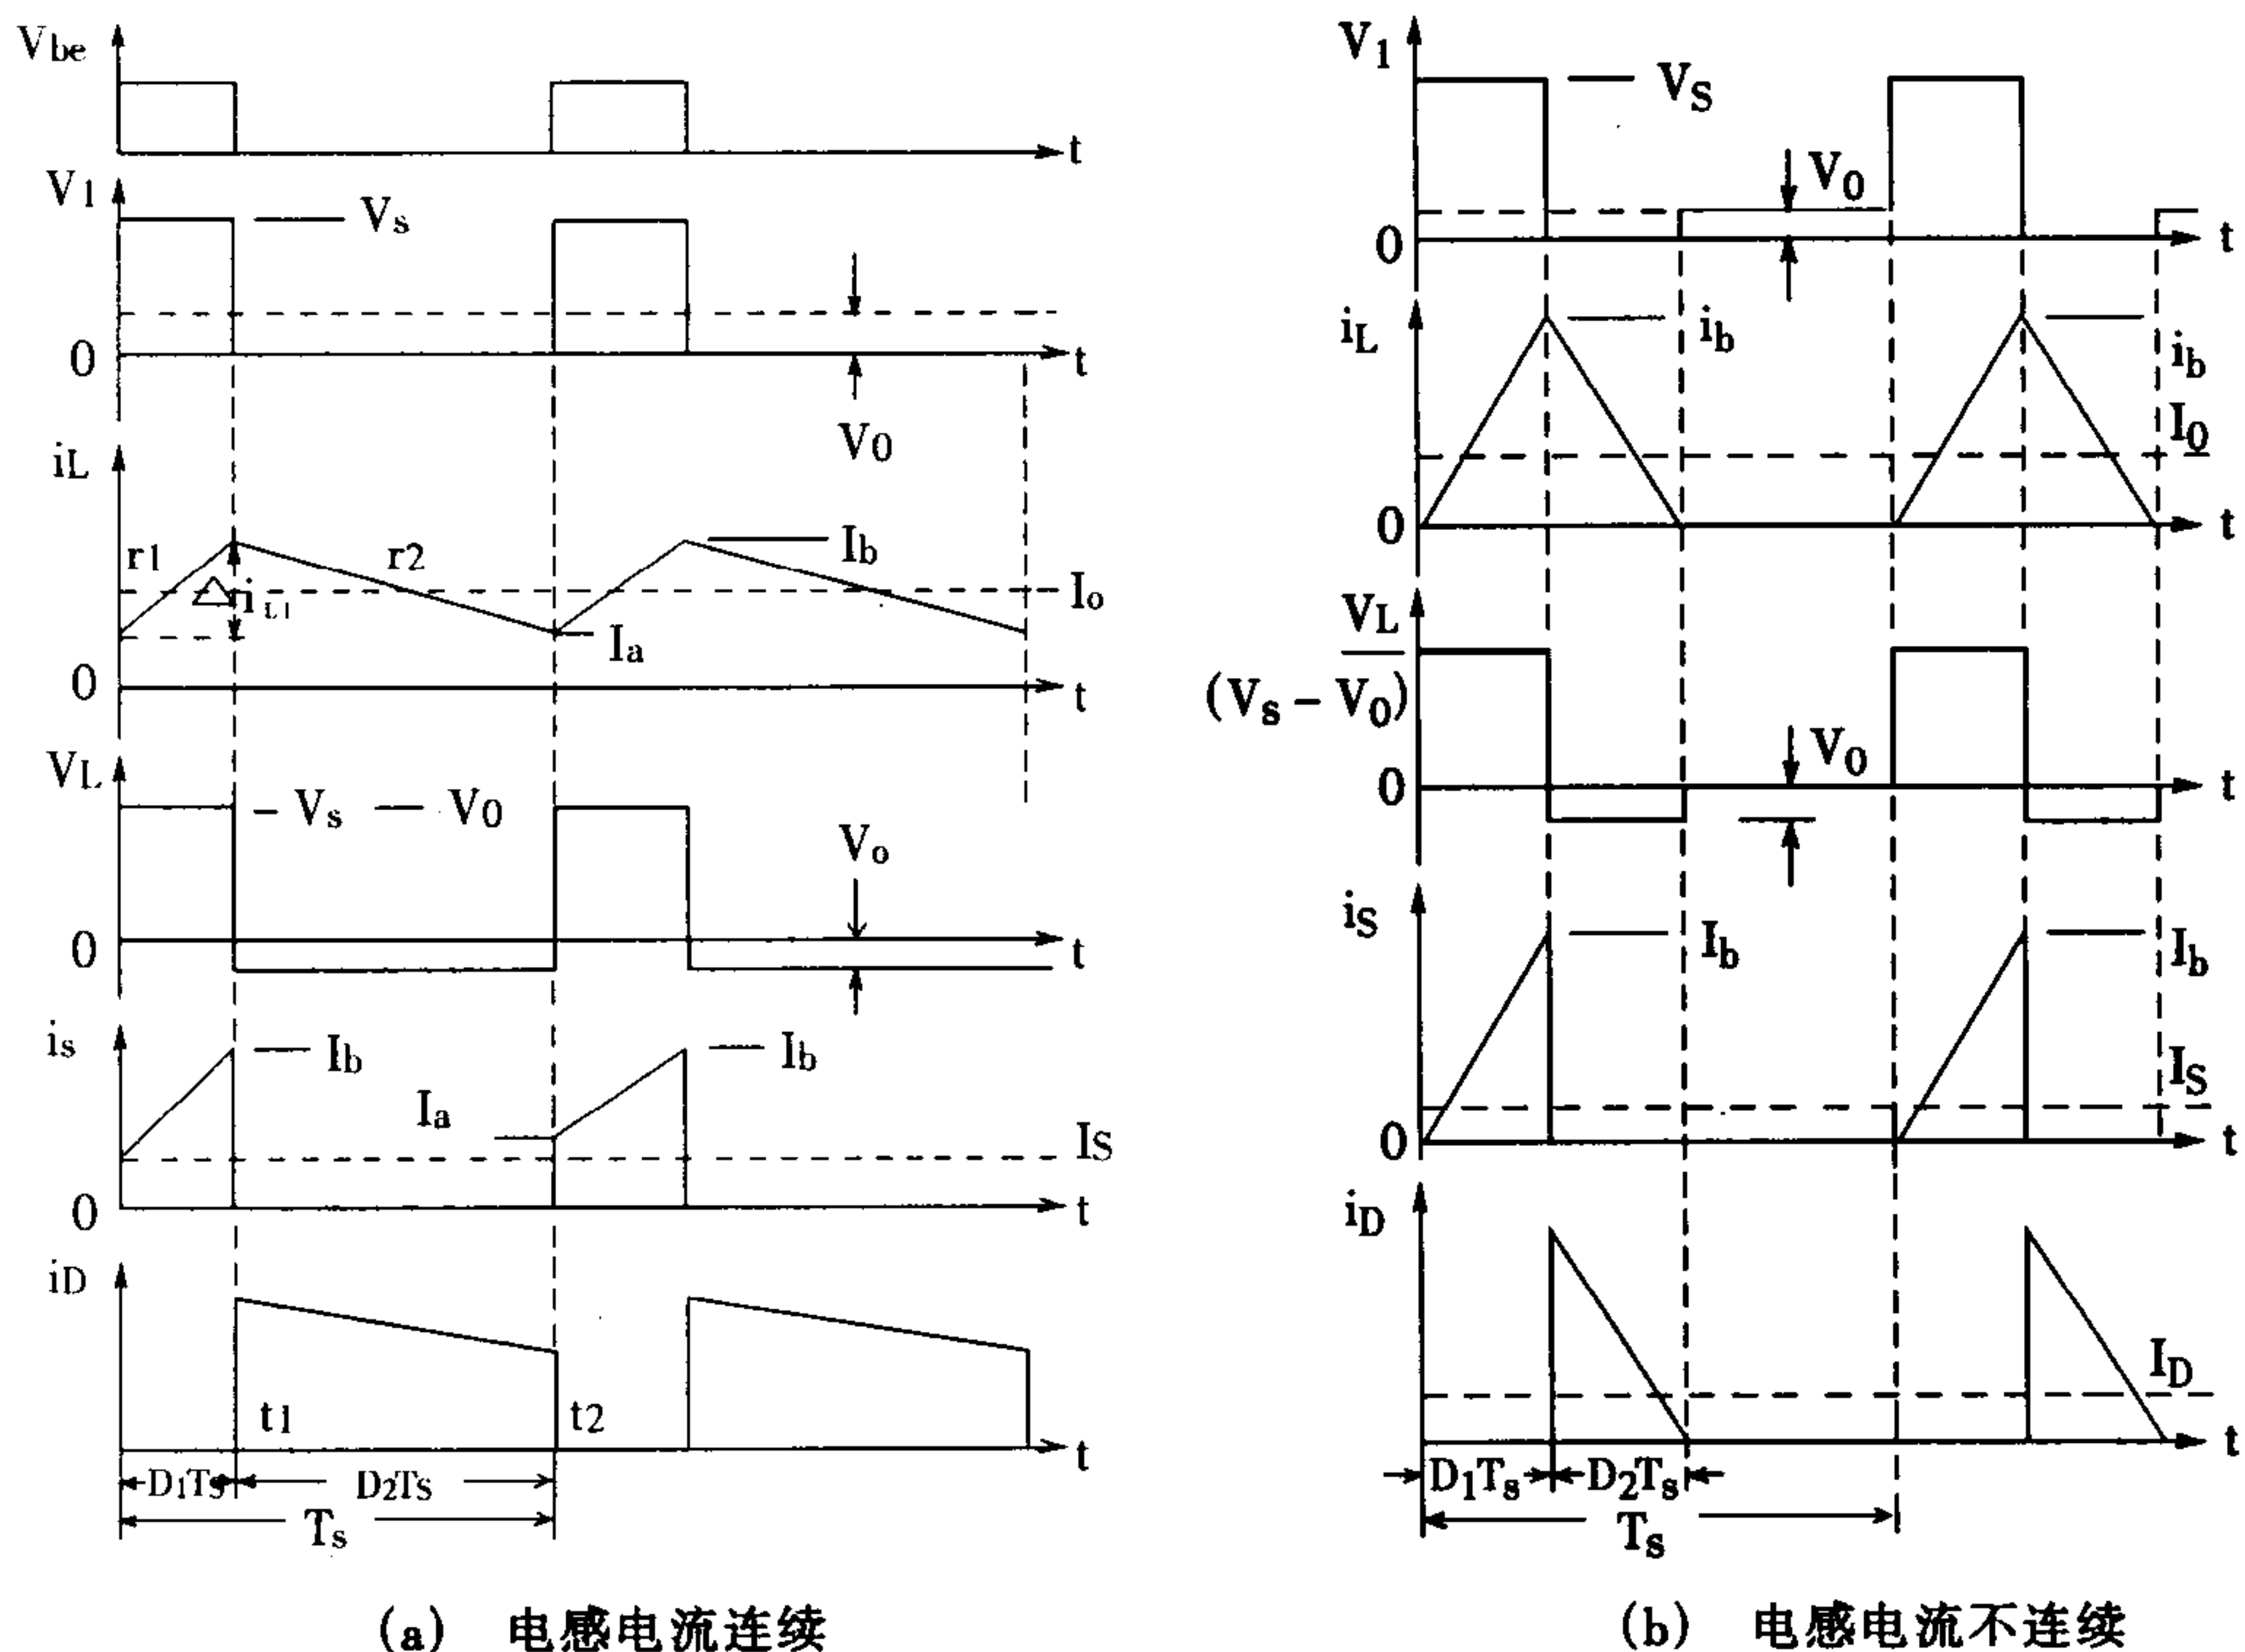 Vbe
t
V1
Vs
0
t
V0
iL
r1
r2
Ib
ΔiL1
Io
Ia
0
t
VL
Vs — V0
Vo
0
t
is
Ib
Ib
Ia
IS
0
t
iD
t1
t2
t
D1Ts
D2Ts
Ts
(a) 电感电流连续
V1
VS
V0
0
t
iL
ib
ib
I0
0
t
VL
(Vs – V0)
V0
0
t
iS
Ib
Ib
IS
0
t
iD
ID
t
D1Ts
D2Ts
Ts
(b) 电感电流不连续